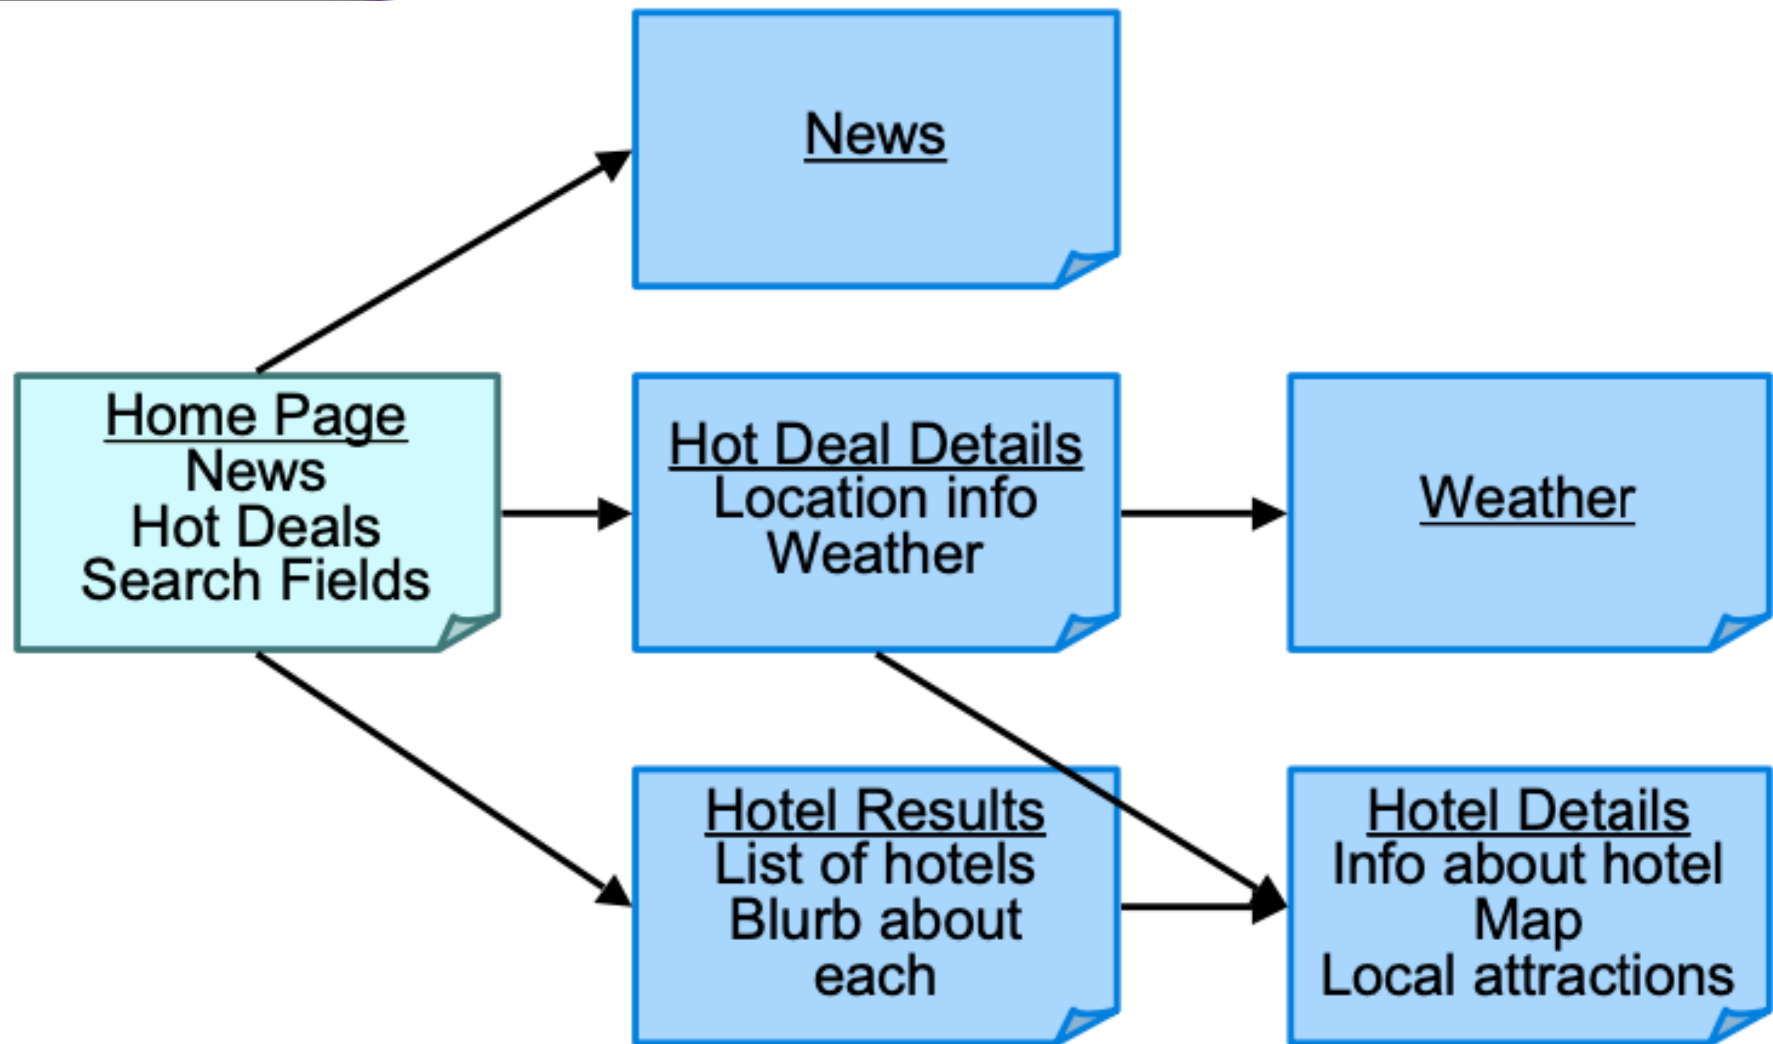 News
Home Page
News
Hot Deals
Search Fields
Hot Deal Details
Location info
Weather
Weather
Hotel Results
List of hotels
Blurb about
each
Hotel Details
Info about hotel
Map
Local attractions